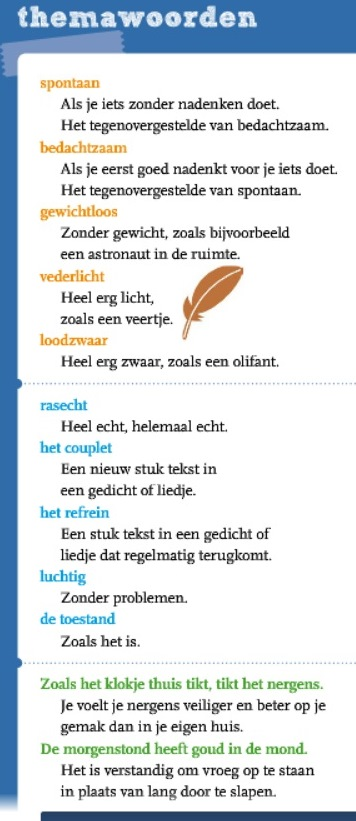 themawoorden
spontaan
Als je iets zonder nadenken doet.
Het tegenovergestelde van bedachtzaam.
bedachtzaam
Als je eerst goed nadenkt voor je iets doet.
Het tegenovergestelde van spontaan.
gewichtloos
Zonder gewicht, zoals bijvoorbeeld
een astronaut in de ruimte.
vederlicht
Heel erg licht,
zoals een veertje.
loodzwaar
Heel erg zwaar, zoals een olifant.
rasecht
Heel echt, helemaal echt.
het couplet
Een nieuw stuk tekst in
een gedicht of liedje.
het refrein
Een stuk tekst in een gedicht of
liedje dat regelmatig terugkomt.
luchtig
Zonder problemen.
de toestand
Zoals het is.
Zoals het klokje thuis tikt, tikt het nergens.
Je voelt je nergens veiliger en beter op je
gemak dan in je eigen huis.
De morgenstond heeft goud in de mond.
Het is verstandig om vroeg op te staan
in plaats van lang door te slapen.